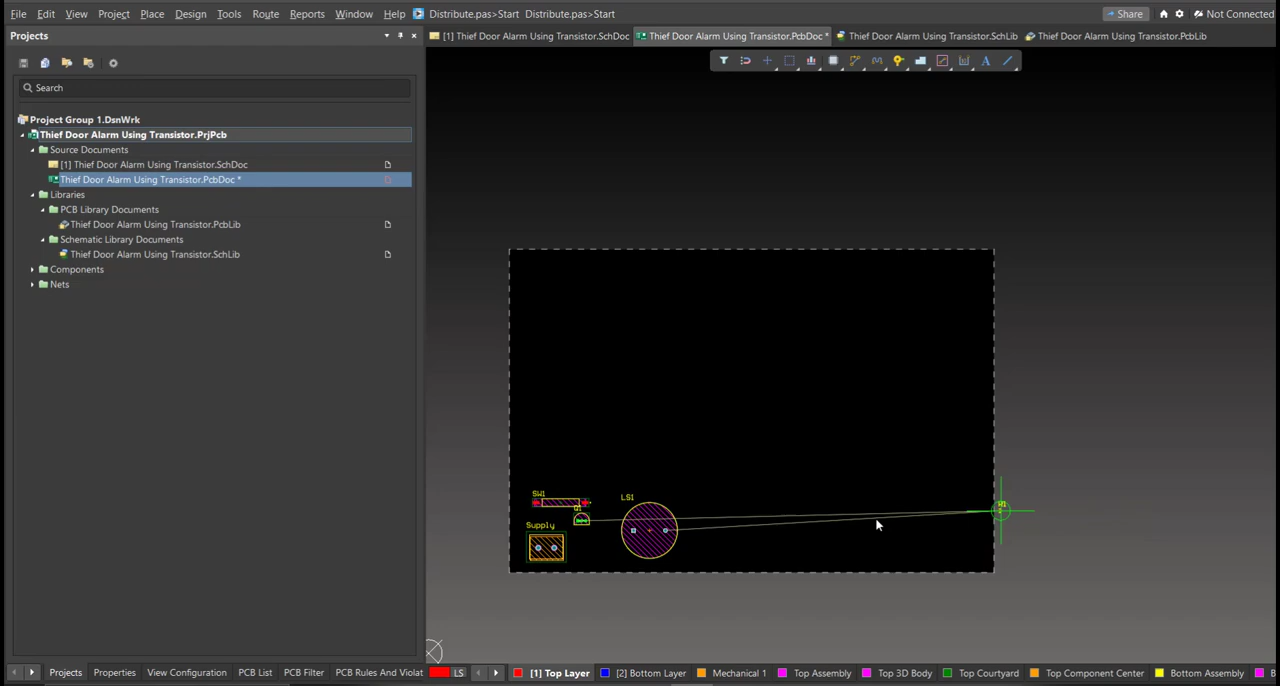 File Edit View Project Place Design Tools Route Reports Window Help Distribute.pas>Start Distribute.pas>Start Share Not Connected
Projects
[1] Thief Door Alarm Using Transistor.SchDoc Thief Door Alarm Using Transistor.PcbDoc * Thief Door Alarm Using Transistor.SchLib Thief Door Alarm Using Transistor.PcbLib
Search
Project Group 1.DsnWrk
Thief Door Alarm Using Transistor.PrjPcb
Source Documents
[1] Thief Door Alarm Using Transistor.SchDoc
Thief Door Alarm Using Transistor.PcbDoc *
Libraries
PCB Library Documents
Thief Door Alarm Using Transistor.PcbLib
Schematic Library Documents
Thief Door Alarm Using Transistor.SchLib
Components
Nets
SW1
LS1
Q1
W1
Supply
Projects Properties View Configuration PCB List PCB Filter PCB Rules And Violat LS [1] Top Layer [2] Bottom Layer Mechanical 1 Top Assembly Top 3D Body Top Courtyard Top Component Center Bottom Assembly B